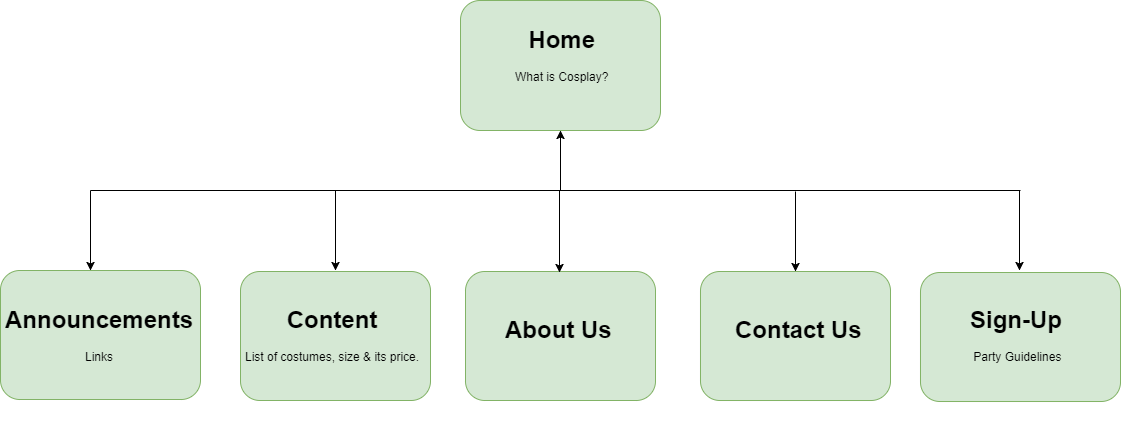 Home
What is Cosplay?
Announcements
Links
Content
List of costumes, size & its price.
About Us
Contact Us
Sign-Up
Party Guidelines